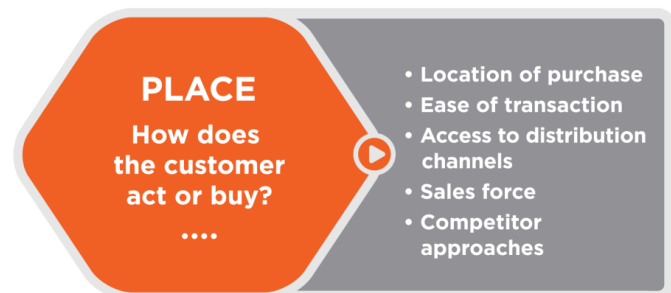 PLACE
How does
the customer
act or buy?
....
• Location of purchase
• Ease of transaction
• Access to distribution
channels
• Sales force
• Competitor
approaches